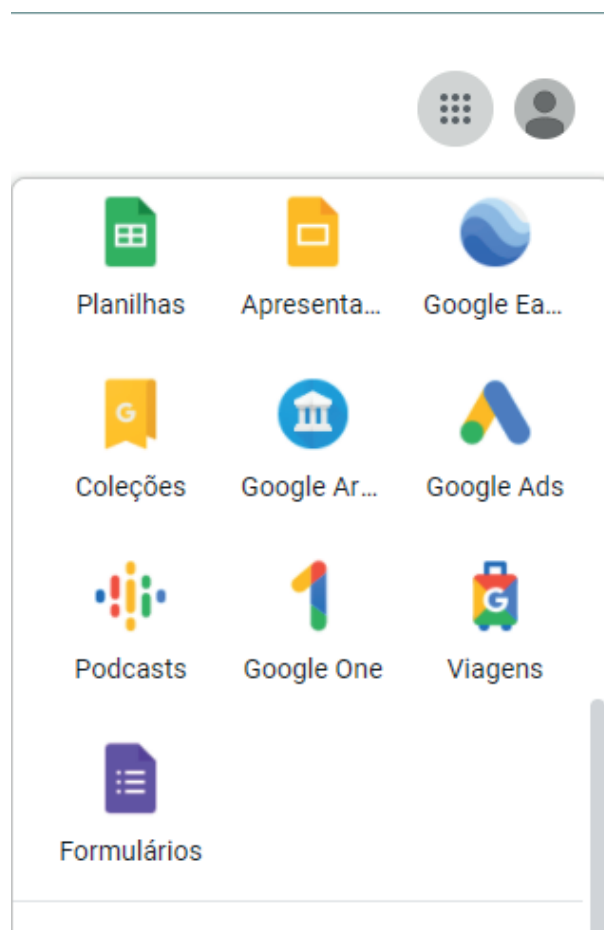 Planilhas Apresenta... Google Ea...
G
Coleções Google Ar... Google Ads
G
Podcasts Google One Viagens
Formulários